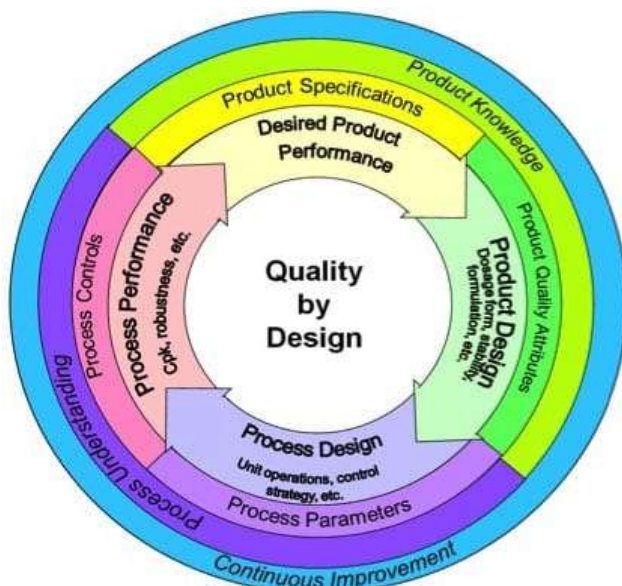 Product Knowledge
Product Specifications
Desired Product
Performance
Product Quality Attributes
Product Design
Dosage form, stability,
formulation, etc.
Quality
by
Design
Process Controls
Process Performance
Cpk, robustness, etc.
Process Design
Unit operations, control
strategy, etc.
Process Parameters
Process Understanding
Continuous Improvement